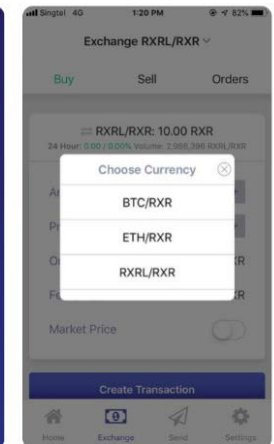 Singtel 4G 1:20 PM 82%
Exchange RXRL/RXR
Buy Sell Orders
RXRL/RXR: 10.00 RXR
24 Hour: 0.00 / 0.00% Volume: 2,988,396 RXRL/RXR
Choose Currency
BTC/RXR
ETH/RXR
RXRL/RXR
Market Price
Create Transaction
Home Exchange Send Settings